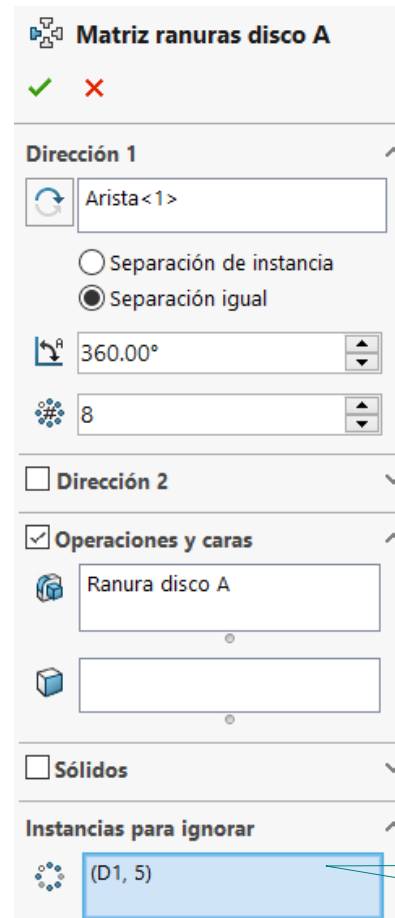 Matriz ranuras disco A
Dirección 1
Arista<1>
Separación de instancia
Separación igual
360.00°
8
Dirección 2
Operaciones y caras
Ranura disco A
Sólidos
Instancias para ignorar
(D1, 5)